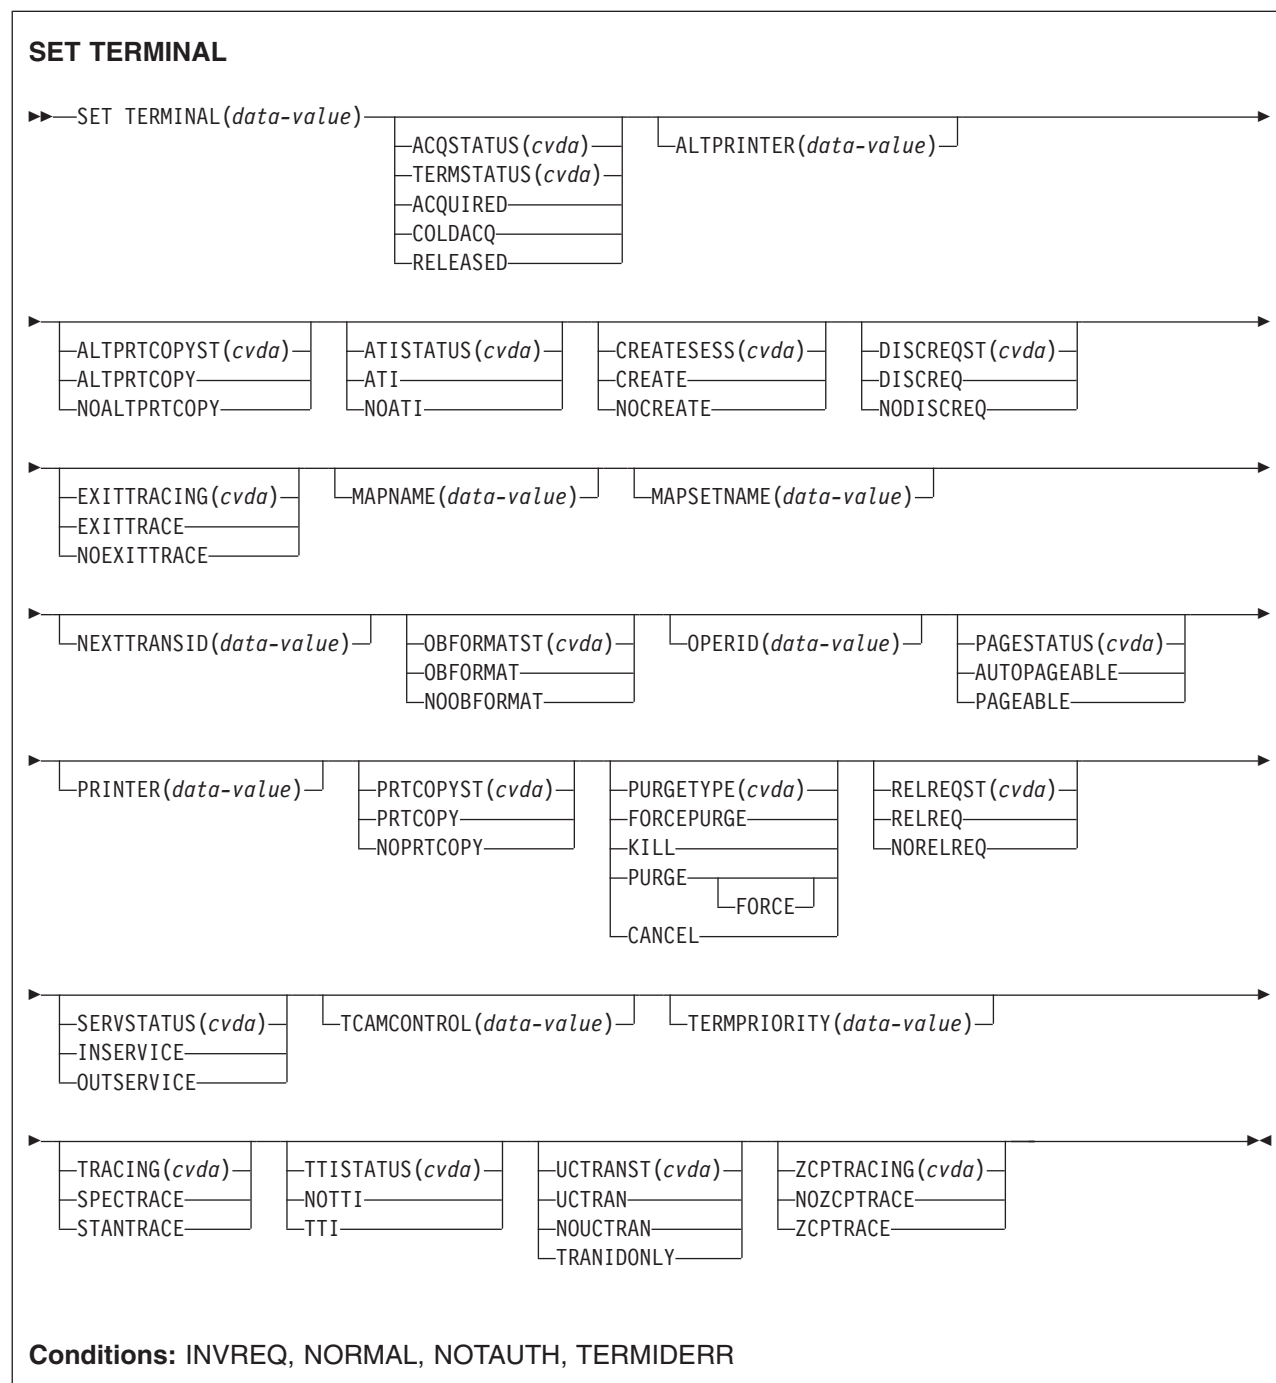 SET TERMINAL
SET TERMINAL(data-value)
ACQSTATUS(cvda)
TERMSTATUS(cvda)
ACQUIRED
COLDACQ
RELEASED
ALTPRINTER(data-value)
ALTPRTCOPYST(cvda)
ALTPRTCOPY
NOALTPRTCOPY
ATISTATUS(cvda)
ATI
NOATI
CREATESESS(cvda)
CREATE
NOCREATE
DISCREQST(cvda)
DISCREQ
NODISCREQ
EXITTRACING(cvda)
EXITTRACE
NOEXITTRACE
MAPNAME(data-value)
MAPSETNAME(data-value)
NEXTTRANSID(data-value)
OBFORMATST(cvda)
OBFORMAT
NOOBFORMAT
OPERID(data-value)
PAGESTATUS(cvda)
AUTOPAGEABLE
PAGEABLE
PRINTER(data-value)
PRTCOPYST(cvda)
PRTCOPY
NOPRTCOPY
PURGETYPE(cvda)
FORCEPURGE
KILL
PURGE
FORCE
CANCEL
RELREQST(cvda)
RELREQ
NORELREQ
SERVSTATUS(cvda)
INSERVICE
OUTSERVICE
TCAMCONTROL(data-value)
TERMPRIORITY(data-value)
TRACING(cvda)
SPECTRACE
STANTRACE
TTISTATUS(cvda)
NOTTI
TTI
UCTRANST(cvda)
UCTRAN
NOUCTRAN
TRANIDONLY
ZCPTRACING(cvda)
NOZCPTRACE
ZCPTRACE
Conditions: INVREQ, NORMAL, NOTAUTH, TERMIDERR